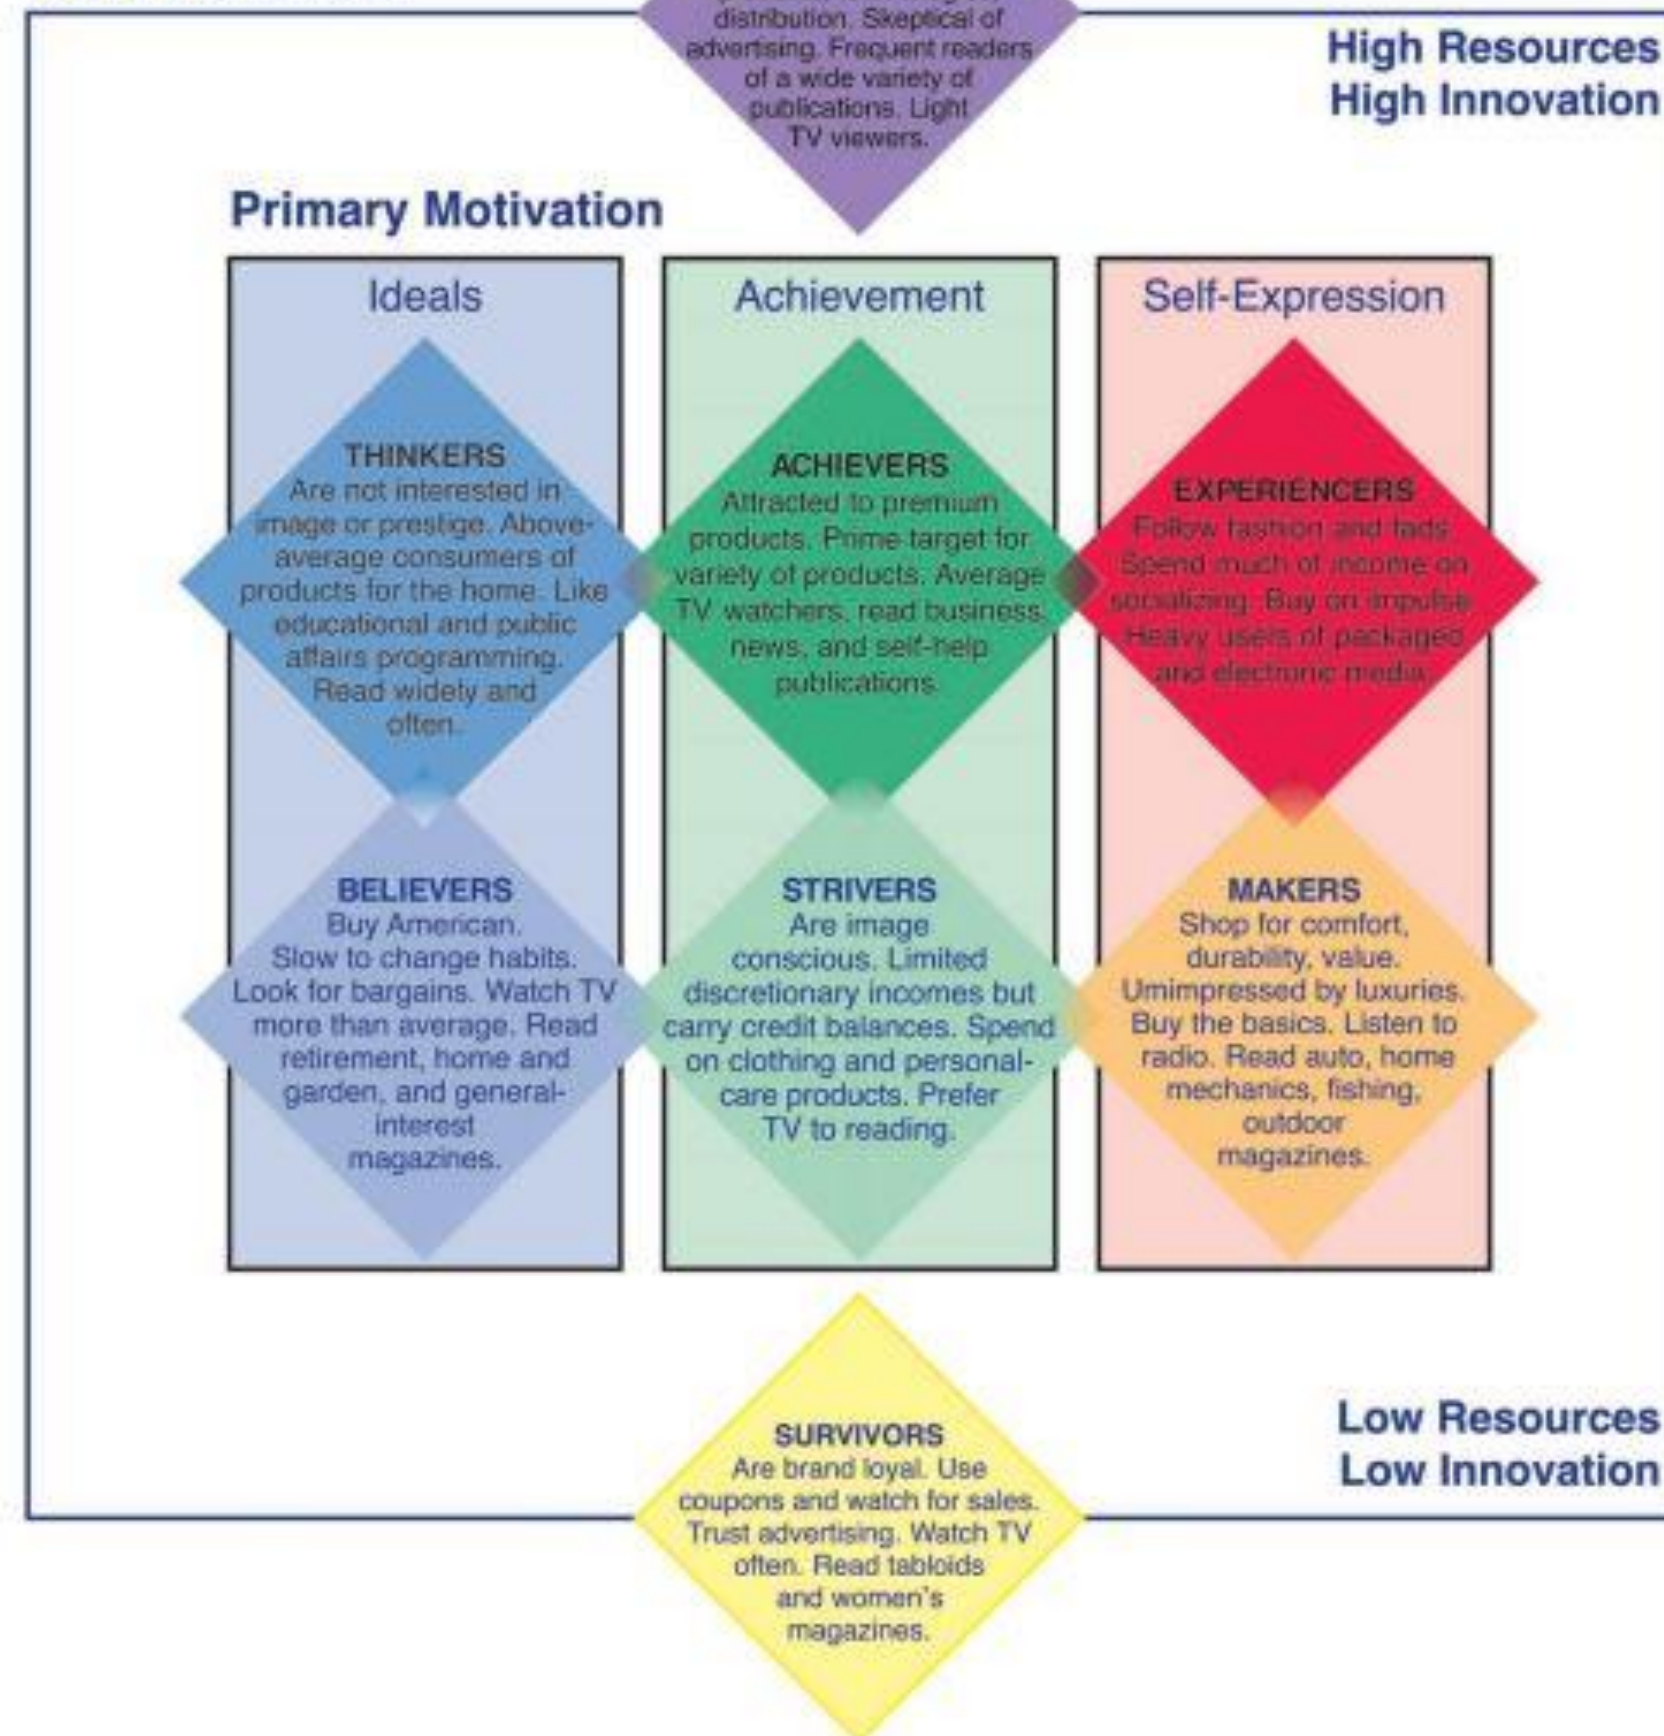 distribution. Skeptical of
advertising. Frequent readers
of a wide variety of
publications. Light
TV viewers.
High Resources
High Innovation
Primary Motivation
Ideals
THINKERS
Are not interested in
image or prestige. Above-
average consumers of
products for the home. Like
educational and public
affairs programming.
Read widely and
often.
Achievement
ACHIEVERS
Attracted to premium
products. Prime target for
variety of products. Average
TV watchers, read business,
news, and self-help
publications.
Self-Expression
EXPERIENCERS
Follow fashion and fads.
Spend much of income on
socializing. Buy on impulse.
Heavy users of packaged
and electronic media.
BELIEVERS
Buy American.
Slow to change habits.
Look for bargains. Watch TV
more than average. Read
retirement, home and
garden, and general-
interest
magazines.
STRIVERS
Are image
conscious. Limited
discretionary incomes but
carry credit balances. Spend
on clothing and personal-
care products. Prefer
TV to reading.
MAKERS
Shop for comfort,
durability, value.
Umimpressed by luxuries.
Buy the basics. Listen to
radio. Read auto, home
mechanics, fishing,
outdoor
magazines.
SURVIVORS
Are brand loyal. Use
coupons and watch for sales.
Trust advertising. Watch TV
often. Read tabloids
and women's
magazines.
Low Resources
Low Innovation